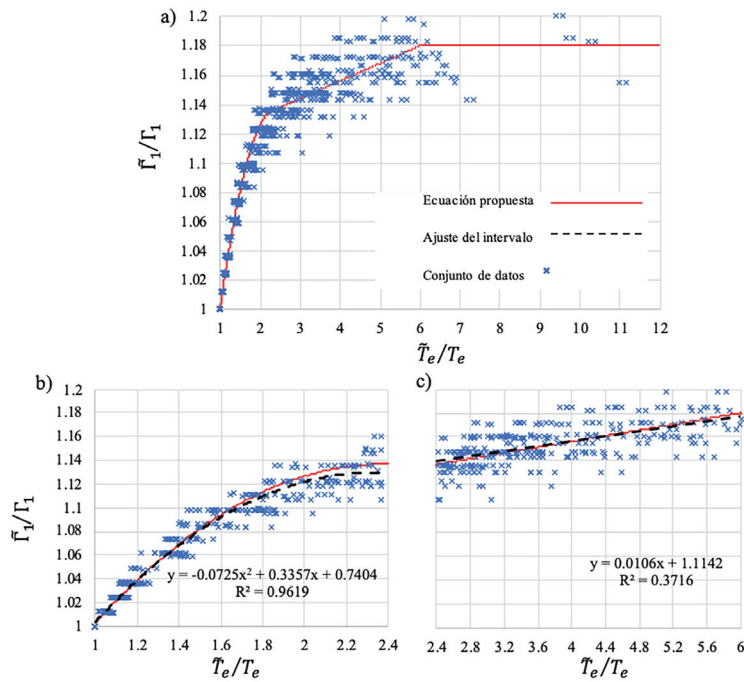 a)
1.2
1.18
1.16
1.14
1.12
1.1
1.08
1.06
1.04
1.02
1
Γ̃₁/Γ₁
1 2 3 4 5 6 7 8 9 10 11 12
T̃ₑ/Tₑ
Ecuación propuesta
Ajuste del intervalo
Conjunto de datos
b)
1.2
1.18
1.16
1.14
1.12
1.1
1.08
1.06
1.04
1.02
1
Γ̃₁/Γ₁
y = -0.0725x² + 0.3357x + 0.7404
R² = 0.9619
1 1.2 1.4 1.6 1.8 2 2.2 2.4
T̃ₑ/Tₑ
c)
y = 0.0106x + 1.1142
R² = 0.3716
2.4 2.8 3.2 3.6 4 4.4 4.8 5.2 5.6 6
T̃ₑ/Tₑ